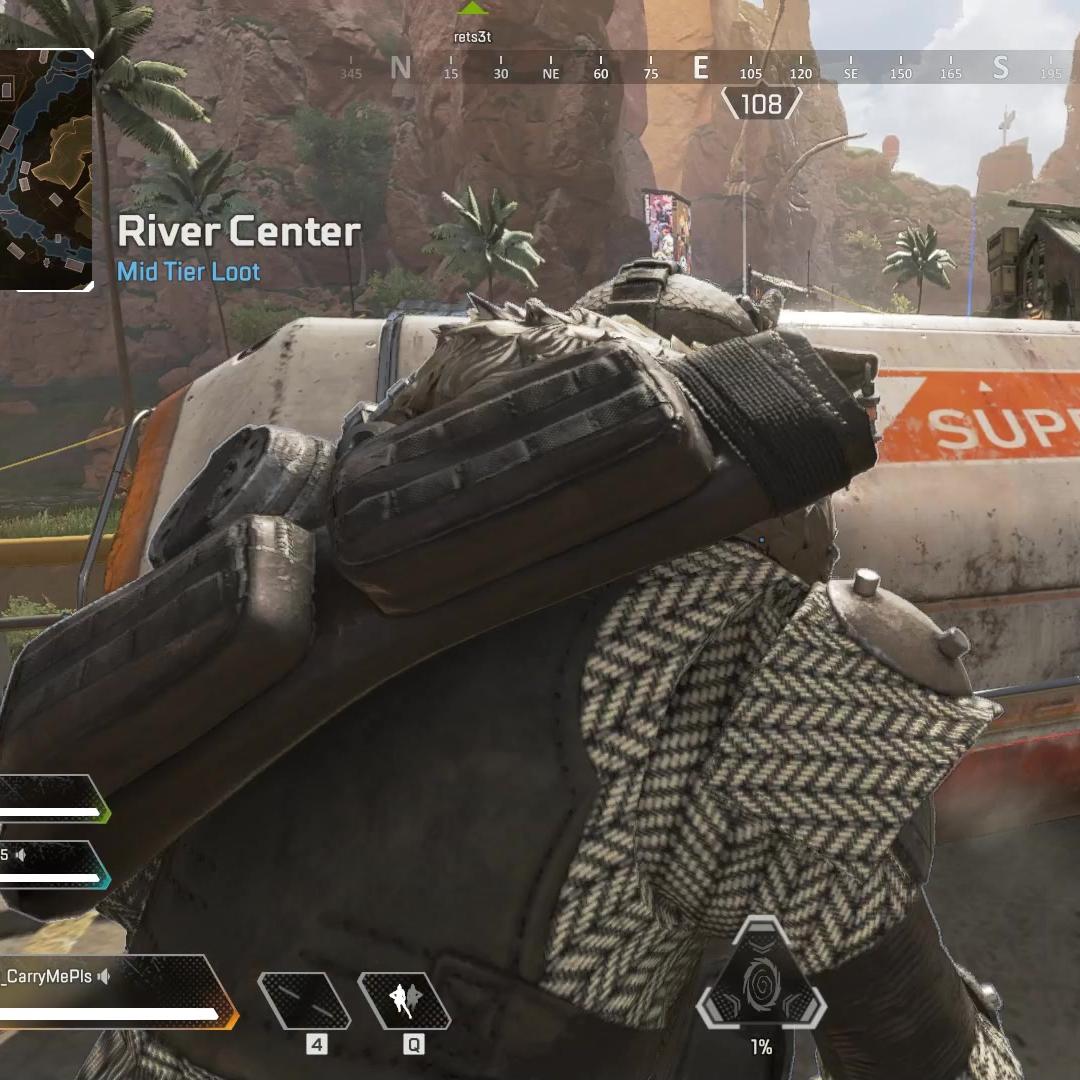 rets3t
345 N 15 30 NE 60 75 E 105 120 SE 150 165 S 195
108
River Center
Mid Tier Loot
SUP
5
_CarryMePls
4 Q
1%